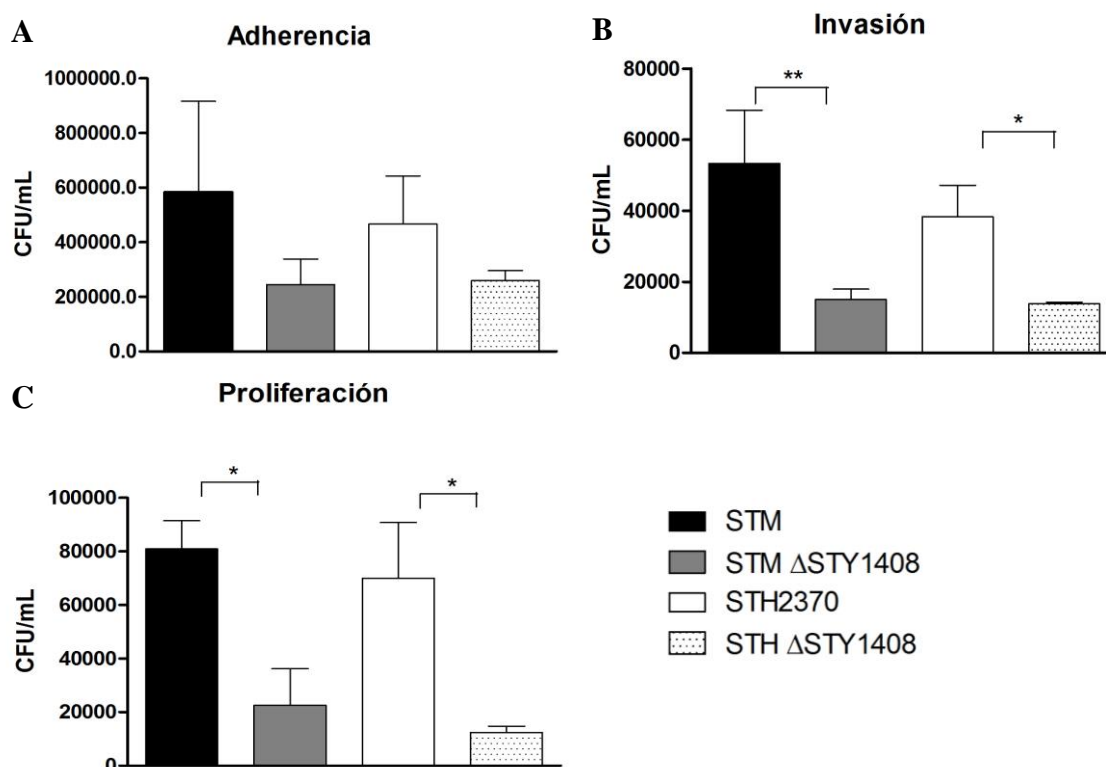 A
Adherencia
1000000.0
800000.0
600000.0
400000.0
200000.0
0.0
CFU/mL
B
Invasión
80000
60000
40000
20000
0
CFU/mL
**
*
C
Proliferación
100000
80000
60000
40000
20000
0
CFU/mL
*
*
STM
STM ΔSTY1408
STH2370
STH ΔSTY1408